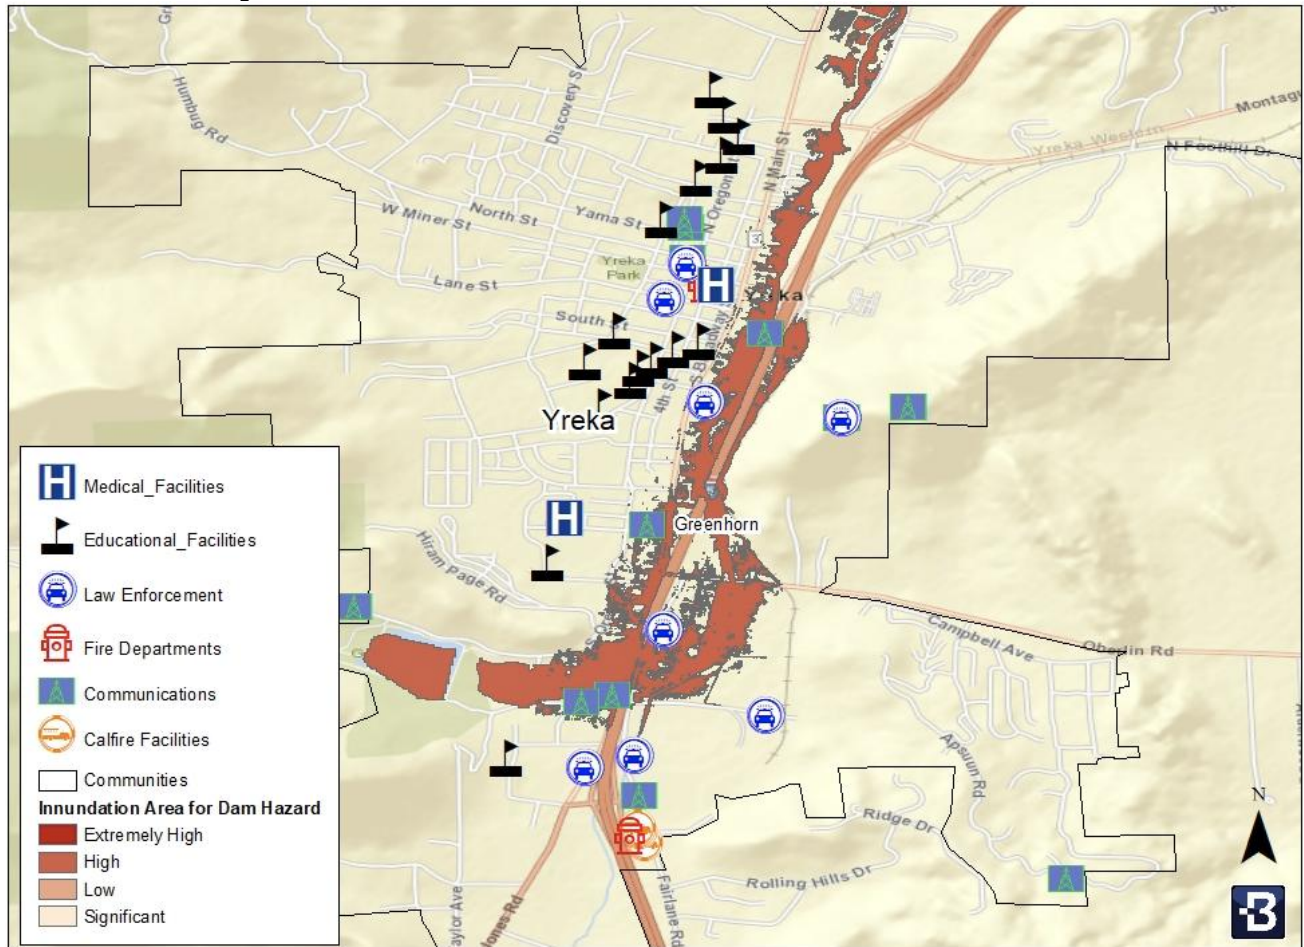 Humbug Rd
Discovery St
N Main St
Montag
Yreka Western
N Foothill Dr
W Miner St
North St
Yama St
N Oregon St
3
Yreka
Park
Lane St
South St
4th St
Yreka
Greenhorn
Hiram Page Rd
Campbell Ave
Oberlin Rd
Apsuun Rd
Ridge Dr
Rolling Hills Dr
Fairlane Rd
aylor Ave
Jones Rd
H Medical_Facilities
Educational_Facilities
Law Enforcement
Fire Departments
Communications
Calfire Facilities
Communities
Innundation Area for Dam Hazard
Extremely High
High
Low
Significant
N
B